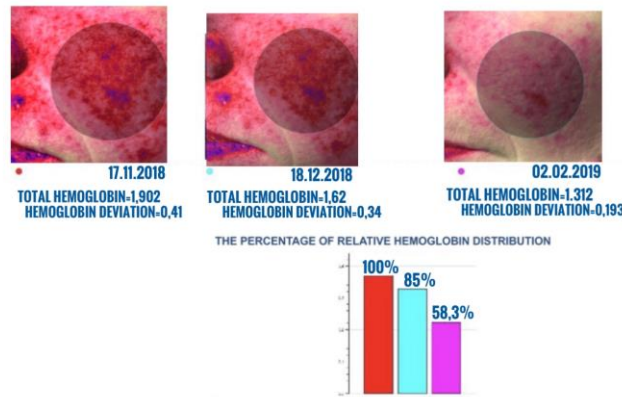 17.11.2018
TOTAL HEMOGLOBIN=1,902
HEMOGLOBIN DEVIATION=0,41
18.12.2018
TOTAL HEMOGLOBIN=1,62
HEMOGLOBIN DEVIATION=0,34
02.02.2019
TOTAL HEMOGLOBIN=1.312
HEMOGLOBIN DEVIATION=0,193
THE PERCENTAGE OF RELATIVE HEMOGLOBIN DISTRIBUTION
100%
85%
58,3%